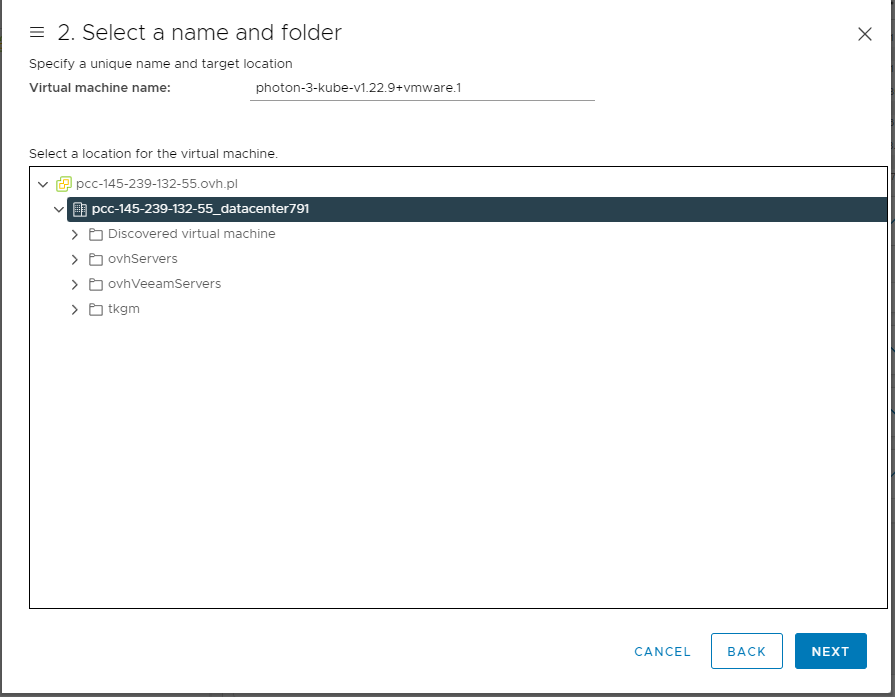 2. Select a name and folder
Specify a unique name and target location
Virtual machine name: photon-3-kube-v1.22.9+vmware.1
Select a location for the virtual machine.
pcc-145-239-132-55.ovh.pl
pcc-145-239-132-55_datacenter791
Discovered virtual machine
ovhServers
ovhVeeamServers
tkgm
CANCEL BACK NEXT